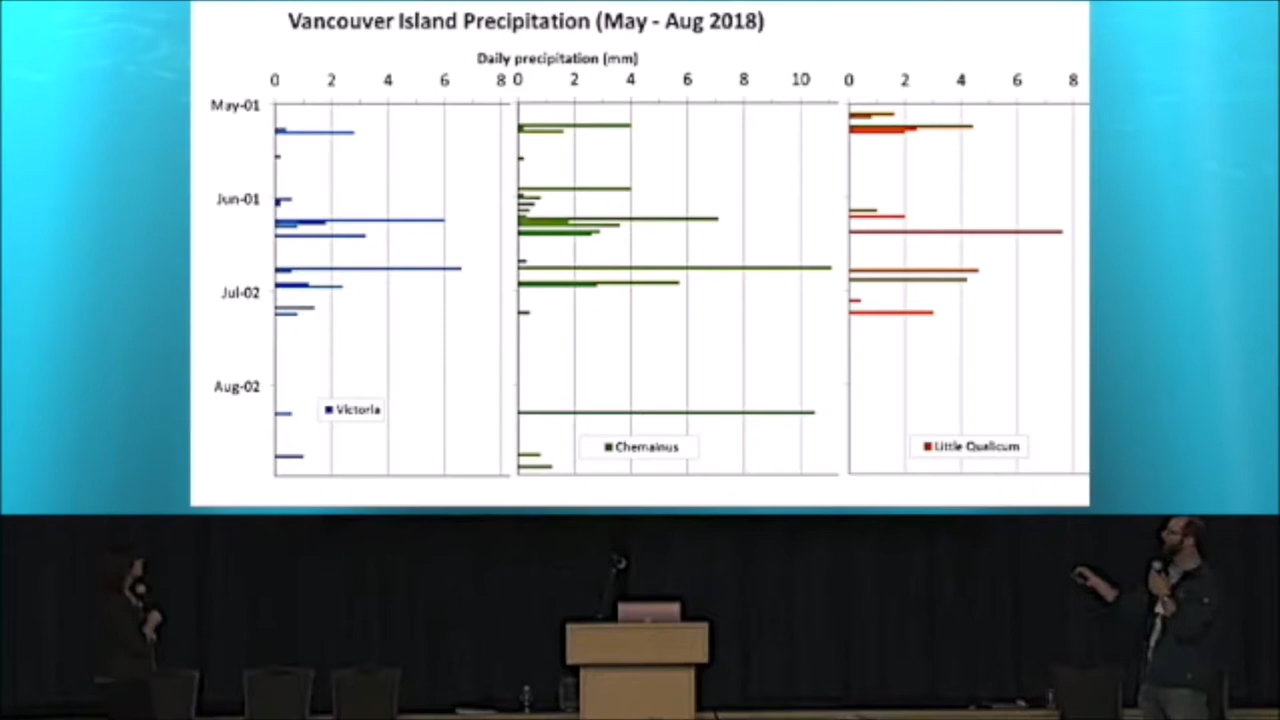 Vancouver Island Precipitation (May - Aug 2018)
Daily precipitation (mm)
0 2 4 6 8 0 2 4 6 8 10 0 2 4 6 8
May-01
Jun-01
Jul-02
Aug-02
Victoria
Chemainus
Little Qualicum